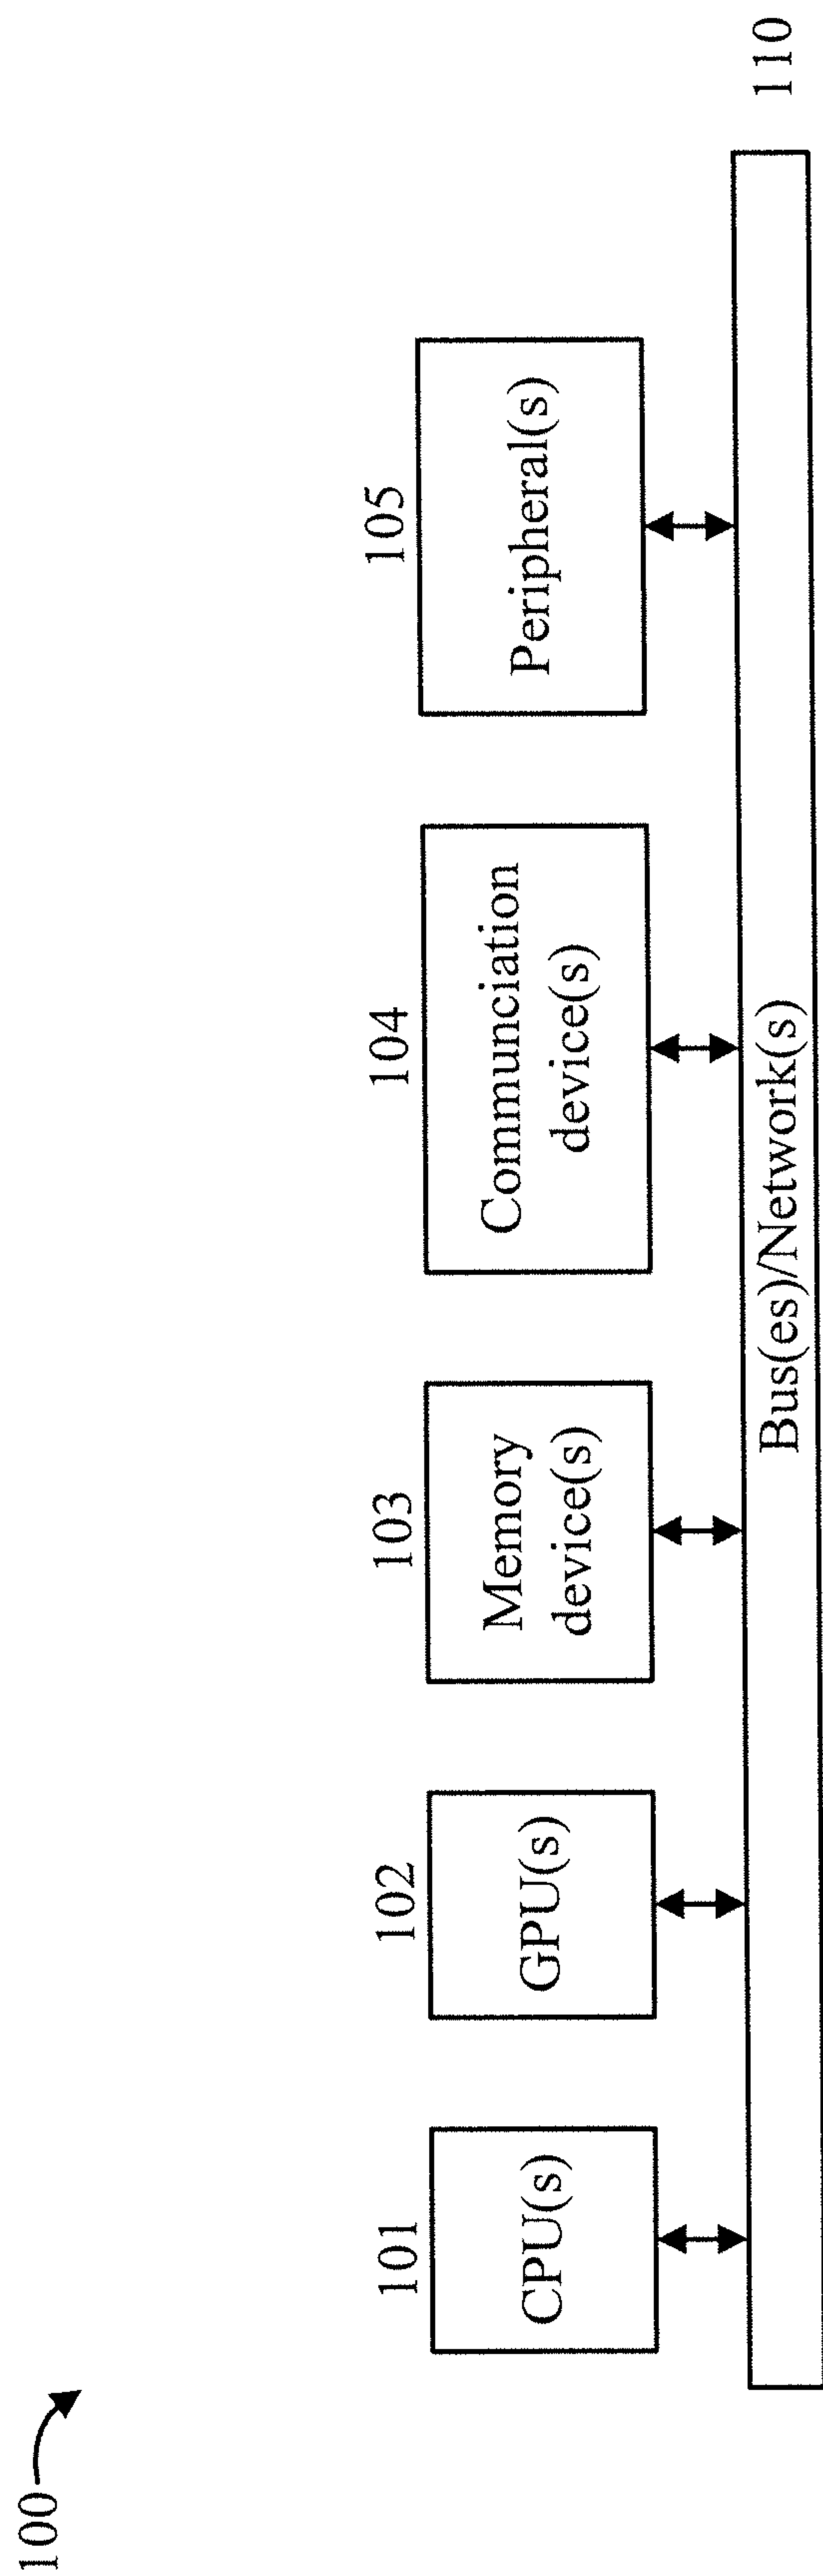 100
101
CPU(s)
102
GPU(s)
103
Memory
device(s)
104
Communciation
device(s)
105
Peripheral(s)
Bus(es)/Network(s)
110